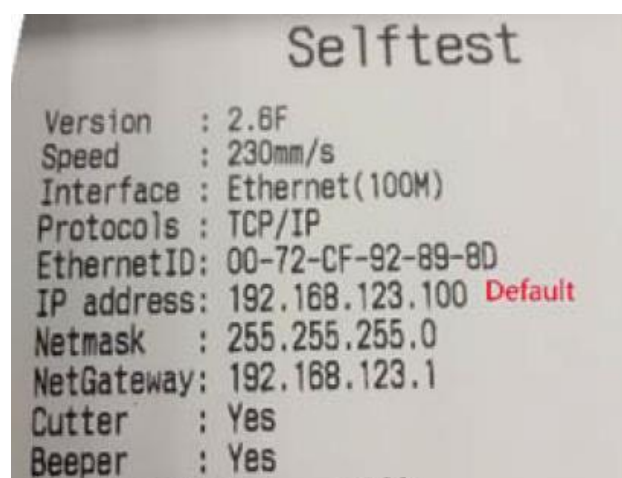 Selftest
Version : 2.6F
Speed : 230mm/s
Interface : Ethernet(100M)
Protocols : TCP/IP
EthernetID: 00-72-CF-92-89-8D
IP address: 192.168.123.100 Default
Netmask : 255.255.255.0
NetGateway: 192.168.123.1
Cutter : Yes
Beeper : Yes